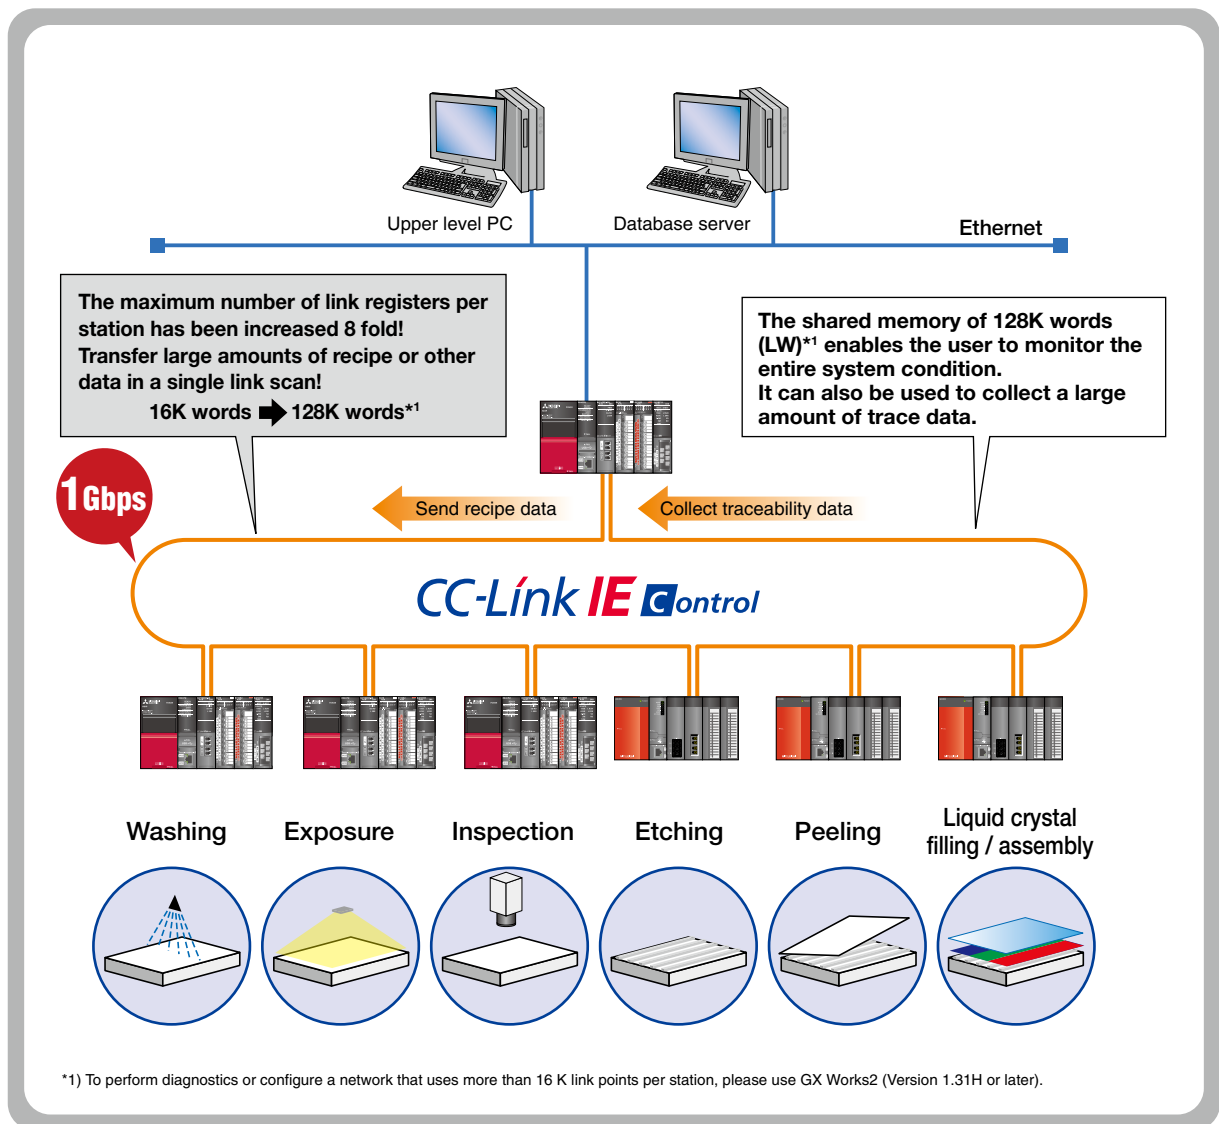 Upper level PC
Database server
Ethernet
The maximum number of link registers per
station has been increased 8 fold!
Transfer large amounts of recipe or other
data in a single link scan!
16K words ➡ 128K words*1
The shared memory of 128K words
(LW)*1 enables the user to monitor the
entire system condition.
It can also be used to collect a large
amount of trace data.
1Gbps
Send recipe data
Collect traceability data
CC-Link IE Control
Washing
Exposure
Inspection
Etching
Peeling
Liquid crystal
filling / assembly
*1) To perform diagnostics or configure a network that uses more than 16 K link points per station, please use GX Works2 (Version 1.31H or later).